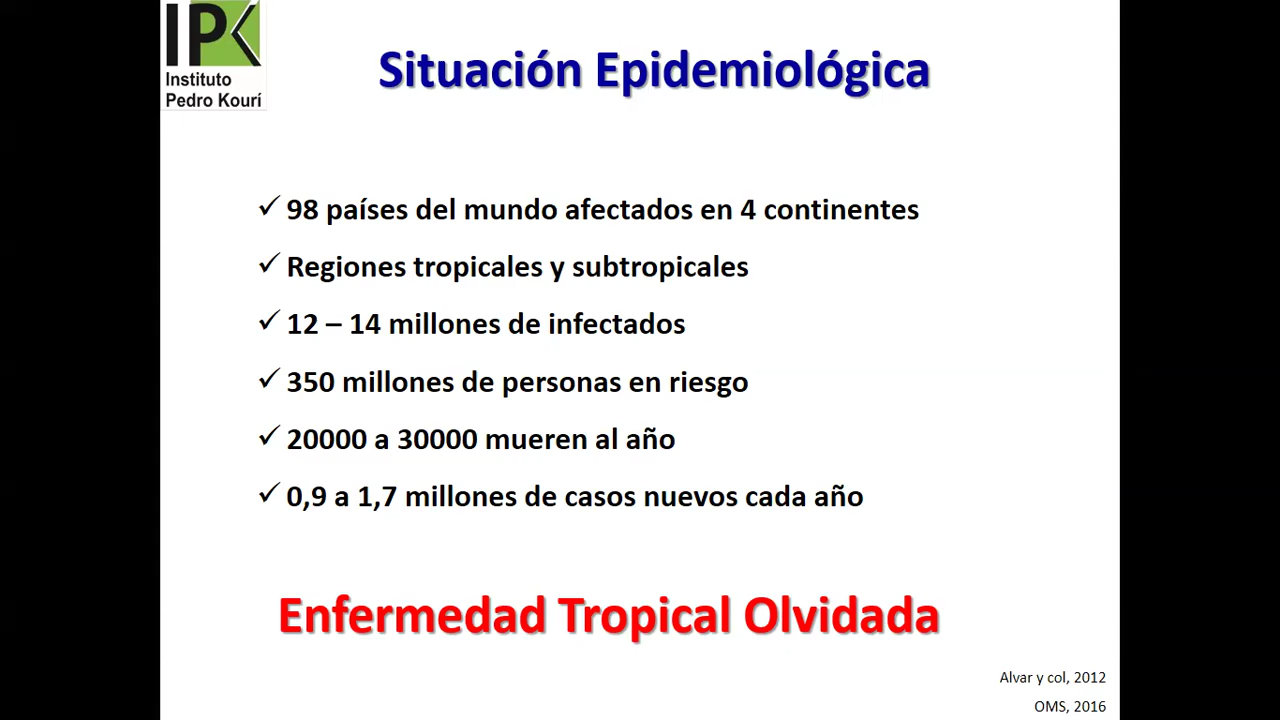 IPK
Instituto
Pedro Kourí
Situación Epidemiológica
✓ 98 países del mundo afectados en 4 continentes
✓ Regiones tropicales y subtropicales
✓ 12 – 14 millones de infectados
✓ 350 millones de personas en riesgo
✓ 20000 a 30000 mueren al año
✓ 0,9 a 1,7 millones de casos nuevos cada año
Enfermedad Tropical Olvidada
Alvar y col, 2012
OMS, 2016